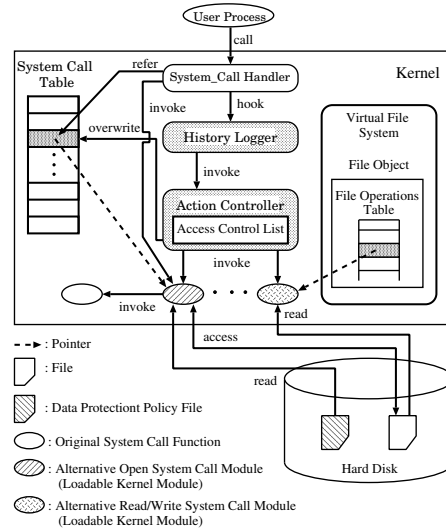 User Process
call
System Call
Table
refer
System_Call Handler
Kernel
invoke
hook
overwrite
History Logger
Virtual File
System
invoke
File Object
Action Controller
Access Control List
File Operations
Table
invoke
invoke
read
: Pointer
access
: File
read
: Data Protectiont Policy File
: Original System Call Function
: Alternative Open System Call Module
(Loadable Kernel Module)
Hard Disk
: Alternative Read/Write System Call Module
(Loadable Kernel Module)